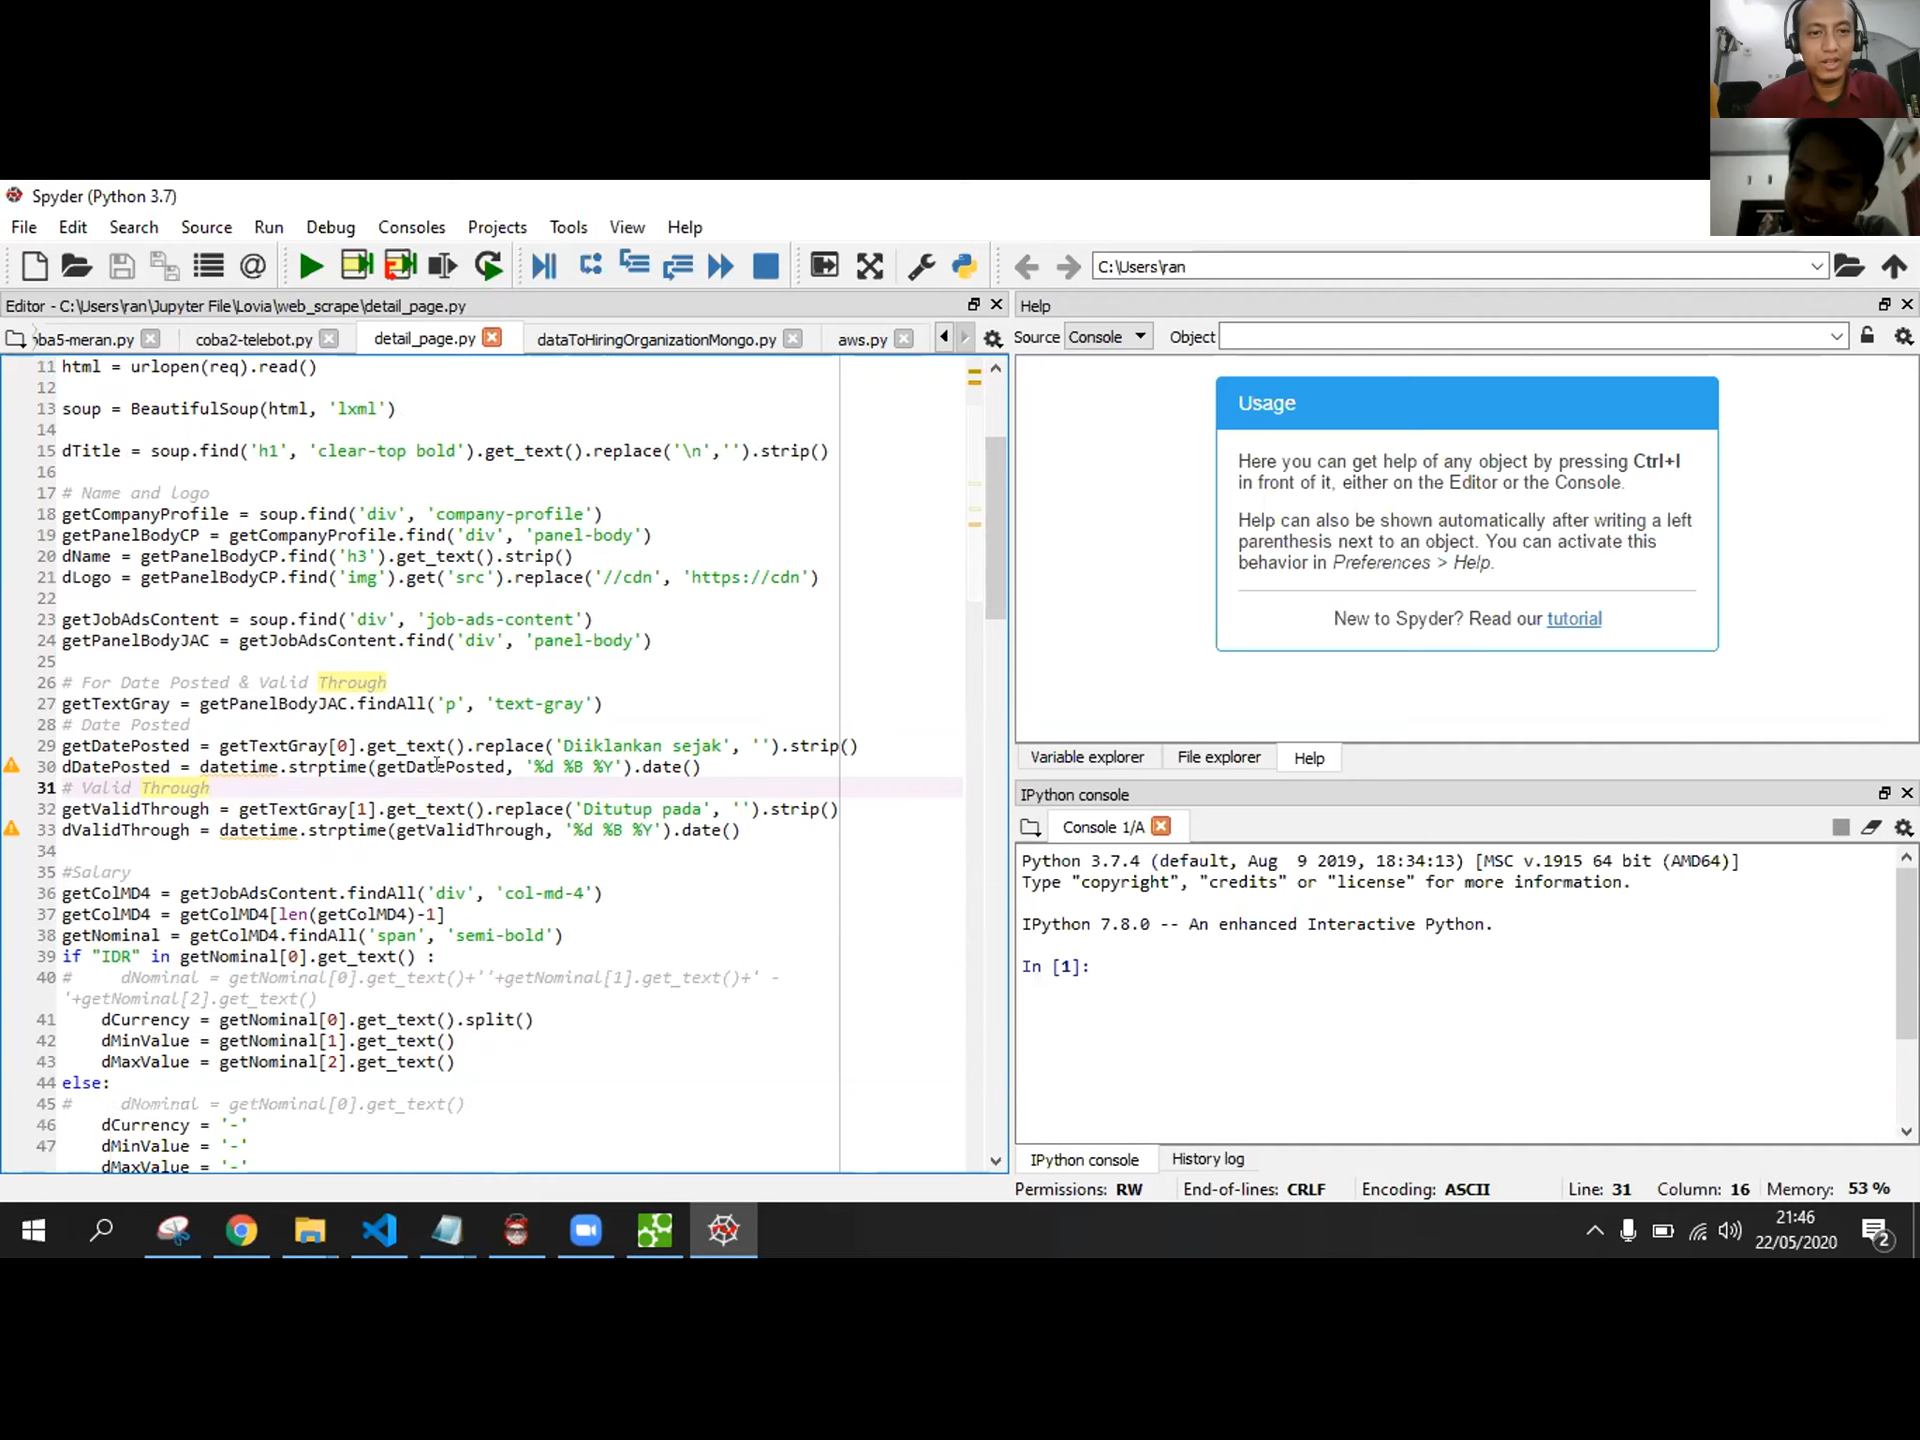 Spyder (Python 3.7)
File Edit Search Source Run Debug Consoles Projects Tools View Help
C:\Users\ran
Editor - C:\Users\ran\Jupyter File\Lovia\web_scrape\detail_page.py
ba5-meran.py coba2-telebot.py detail_page.py dataToHiringOrganizationMongo.py aws.py
11 html = urlopen(req).read()
12
13 soup = BeautifulSoup(html, 'lxml')
14
15 dTitle = soup.find('h1', 'clear-top bold').get_text().replace('\n','').strip()
16
17 # Name and logo
18 getCompanyProfile = soup.find('div', 'company-profile')
19 getPanelBodyCP = getCompanyProfile.find('div', 'panel-body')
20 dName = getPanelBodyCP.find('h3').get_text().strip()
21 dLogo = getPanelBodyCP.find('img').get('src').replace('//cdn', 'https://cdn')
22
23 getJobAdsContent = soup.find('div', 'job-ads-content')
24 getPanelBodyJAC = getJobAdsContent.find('div', 'panel-body')
25
26 # For Date Posted & Valid Through
27 getTextGray = getPanelBodyJAC.findAll('p', 'text-gray')
28 # Date Posted
29 getDatePosted = getTextGray[0].get_text().replace('Diiklankan sejak', '').strip()
30 dDatePosted = datetime.strptime(getDatePosted, '%d %B %Y').date()
31 # Valid Through
32 getValidThrough = getTextGray[1].get_text().replace('Ditutup pada', '').strip()
33 dValidThrough = datetime.strptime(getValidThrough, '%d %B %Y').date()
34
35 #Salary
36 getColMD4 = getJobAdsContent.findAll('div', 'col-md-4')
37 getColMD4 = getColMD4[len(getColMD4)-1]
38 getNominal = getColMD4.findAll('span', 'semi-bold')
39 if "IDR" in getNominal[0].get_text() :
40 #     dNominal = getNominal[0].get_text()+''+getNominal[1].get_text()+' -
'+getNominal[2].get_text()
41     dCurrency = getNominal[0].get_text().split()
42     dMinValue = getNominal[1].get_text()
43     dMaxValue = getNominal[2].get_text()
44 else:
45 #     dNominal = getNominal[0].get_text()
46     dCurrency = '-'
47     dMinValue = '-'
dMaxValue = '-'
Help
Source Console Object
Usage
Here you can get help of any object by pressing Ctrl+I
in front of it, either on the Editor or the Console.
Help can also be shown automatically after writing a left
parenthesis next to an object. You can activate this
behavior in Preferences > Help.
New to Spyder? Read our tutorial
Variable explorer File explorer Help
IPython console
Console 1/A
Python 3.7.4 (default, Aug  9 2019, 18:34:13) [MSC v.1915 64 bit (AMD64)]
Type "copyright", "credits" or "license" for more information.
IPython 7.8.0 -- An enhanced Interactive Python.
In [1]:
IPython console History log
Permissions: RW End-of-lines: CRLF Encoding: ASCII Line: 31 Column: 16 Memory: 53 %
21:46
22/05/2020
2